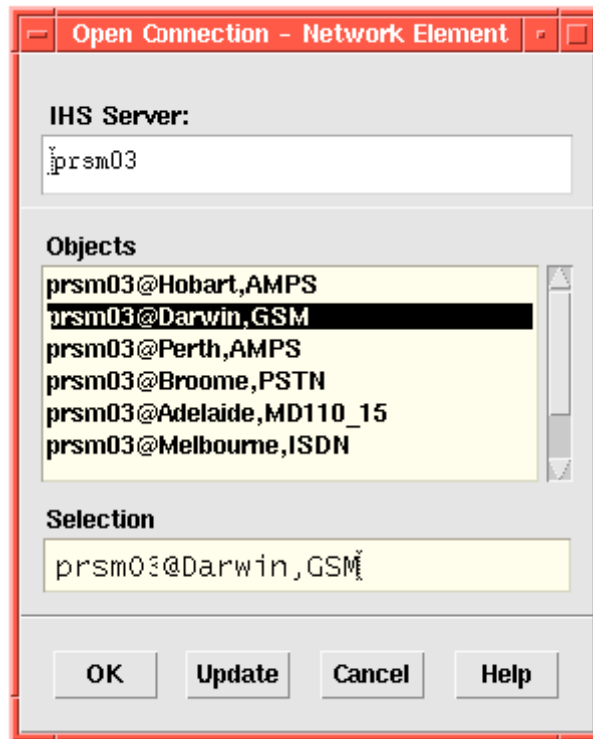 Open Connection - Network Element
IHS Server:
prsm03
Objects
prsm03@Hobart,AMPS
prsm03@Darwin,GSM
prsm03@Perth,AMPS
prsm03@Broome,PSTN
prsm03@Adelaide,MD110_15
prsm03@Melbourne,ISDN
Selection
prsm03@Darwin,GSM
OK Update Cancel Help